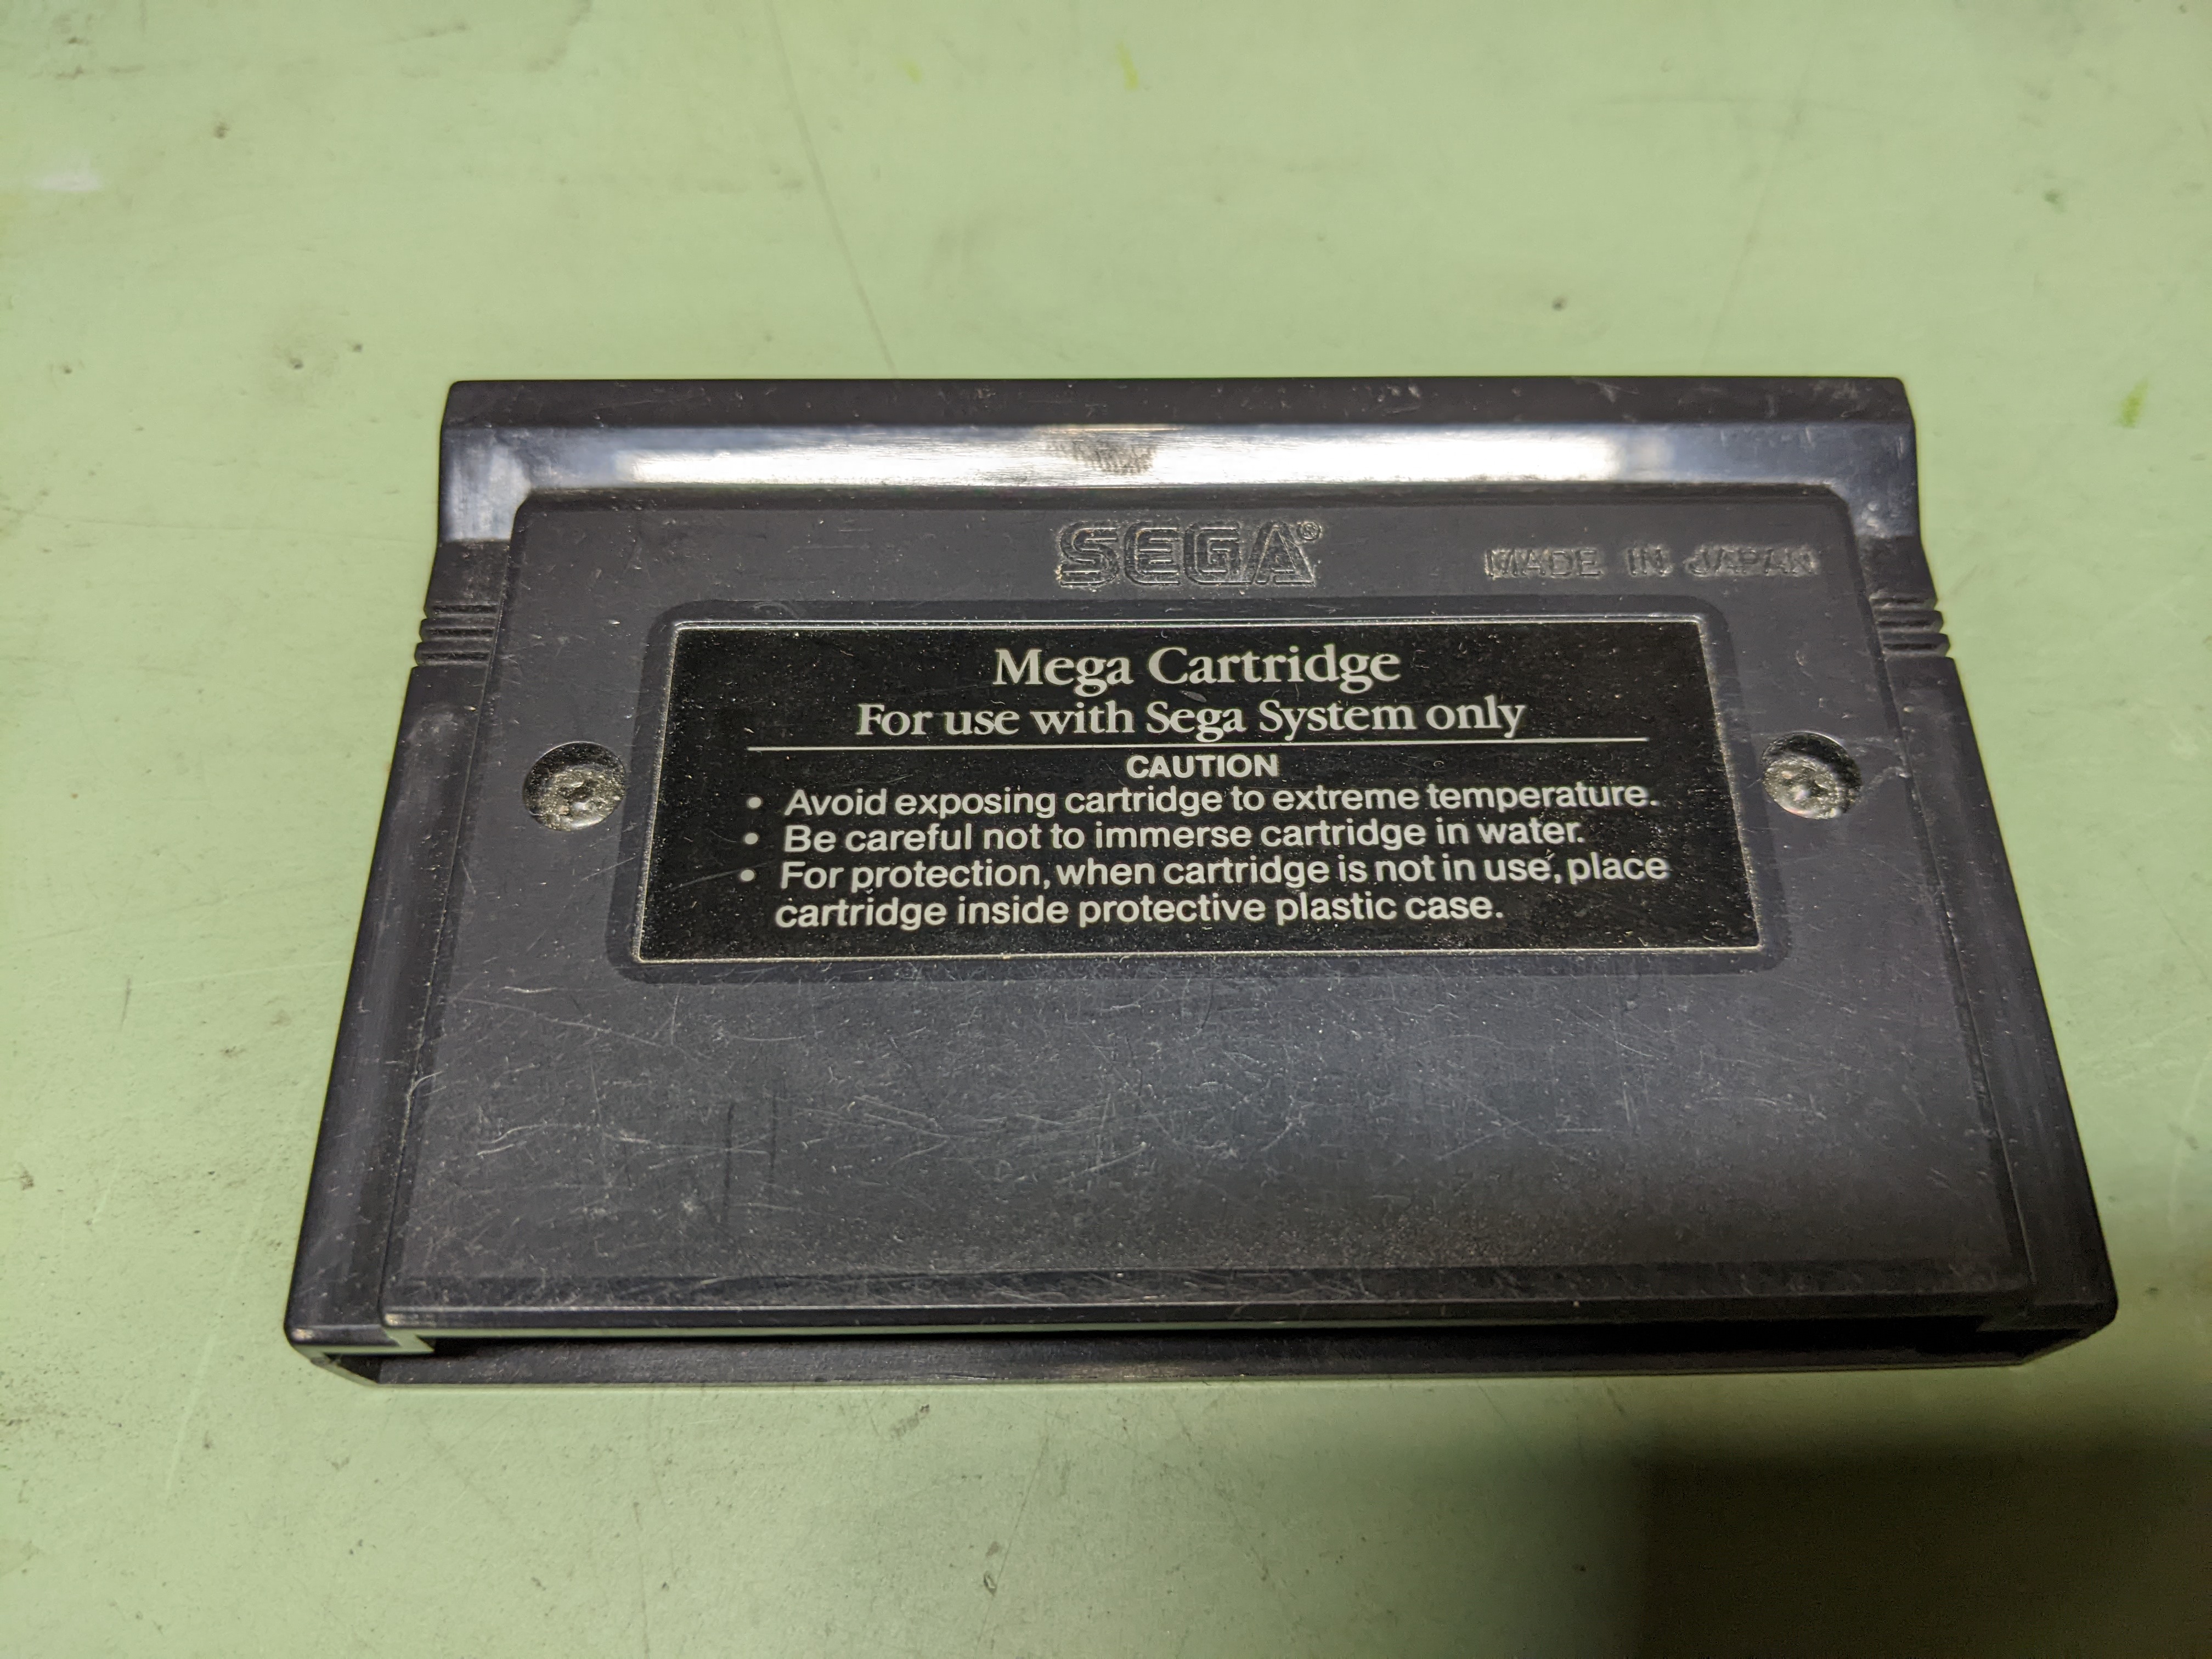 SEGA®
MADE IN JAPAN
Mega Cartridge
For use with Sega System only
CAUTION
• Avoid exposing cartridge to extreme temperature.
• Be careful not to immerse cartridge in water.
• For protection, when cartridge is not in use, place
cartridge inside protective plastic case.